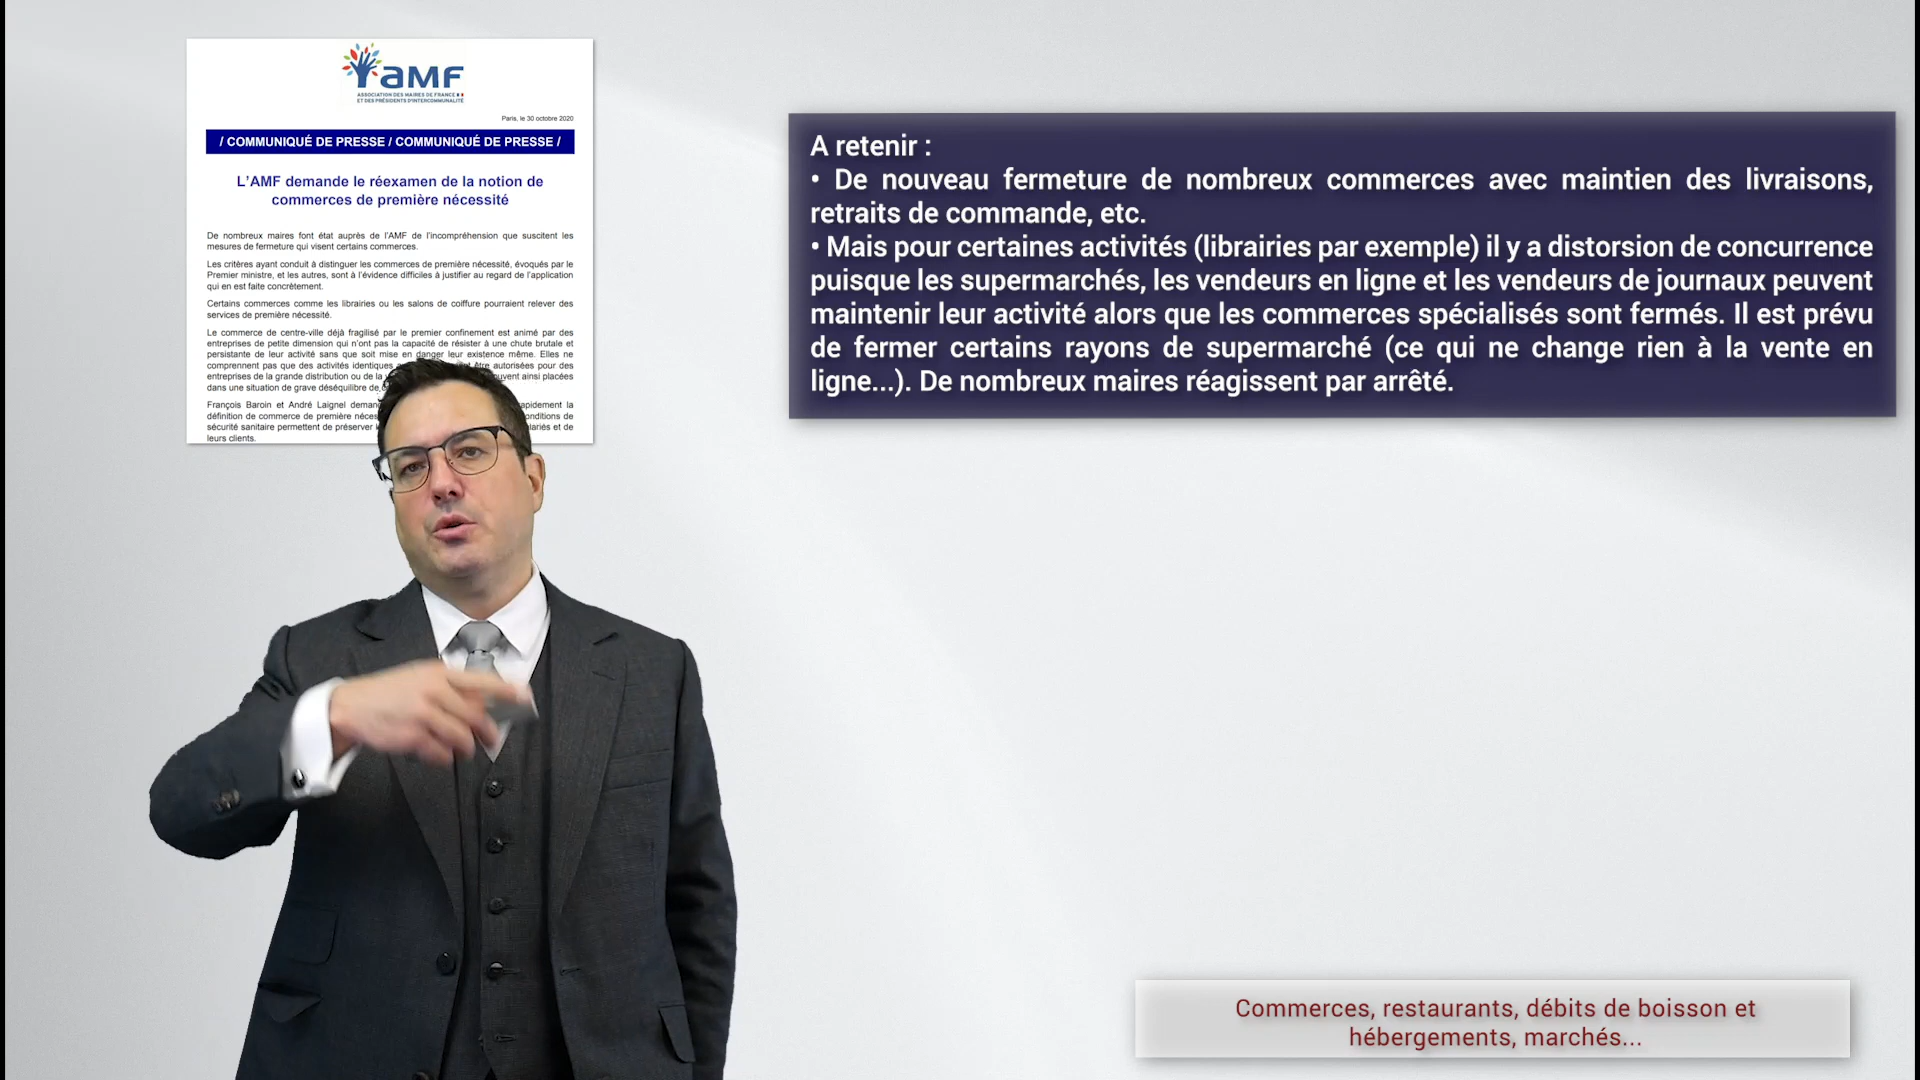 aMF
ASSOCIATION DES MAIRES DE FRANCE
ET DES PRÉSIDENTS D'INTERCOMMUNALITÉ
Paris, le 30 octobre 2020
/ COMMUNIQUÉ DE PRESSE / COMMUNIQUÉ DE PRESSE /
L'AMF demande le réexamen de la notion de
commerces de première nécessité
De nombreux maires font état auprès de l'AMF de l'incompréhension que suscitent les
mesures de fermeture qui visent certains commerces.
Les critères ayant conduit à distinguer les commerces de première nécessité, évoqués par le
Premier ministre, et les autres, sont à l'évidence difficiles à justifier au regard de l'application
qui en est faite concrètement.
Certains commerces comme les librairies ou les salons de coiffure pourraient relever des
services de première nécessité.
Le commerce de centre-ville déjà fragilisé par le premier confinement est animé par des
entreprises de petite dimension qui n'ont pas la capacité de résister à une chute brutale et
persistante de leur activité sans que soit mise en danger leur existence même. Elles ne
comprennent pas que des activités identiques être autorisées pour des
entreprises de la grande distribution ou de la ainsi placées
dans une situation de grave déséquilibre de
François Baroin et André Laignel rapidement la
définition de commerce de première
sécurité sanitaire permettent de préserver et de
leurs clients.
A retenir :
• De nouveau fermeture de nombreux commerces avec maintien des livraisons,
retraits de commande, etc.
• Mais pour certaines activités (librairies par exemple) il y a distorsion de concurrence
puisque les supermarchés, les vendeurs en ligne et les vendeurs de journaux peuvent
maintenir leur activité alors que les commerces spécialisés sont fermés. Il est prévu
de fermer certains rayons de supermarché (ce qui ne change rien à la vente en
ligne...). De nombreux maires réagissent par arrêté.
Commerces, restaurants, débits de boisson et
hébergements, marchés...